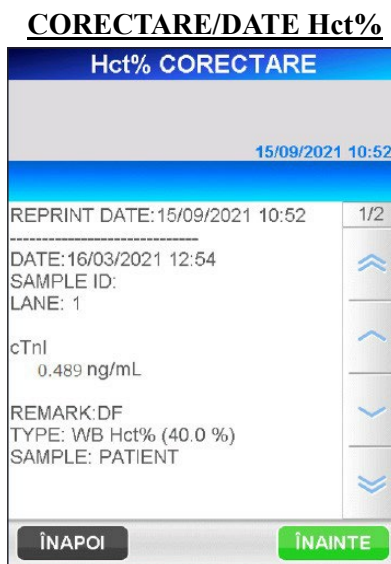 CORECTARE/DATE Hct%
Hct% CORECTARE
15/09/2021 10:52
REPRINT DATE:15/09/2021 10:52
1/2
------------------------------
DATE:16/03/2021 12:54
SAMPLE ID:
LANE: 1
cTnI
0.489 ng/mL
REMARK:DF
TYPE: WB Hct% (40.0 %)
SAMPLE: PATIENT
ÎNAPOI
ÎNAINTE